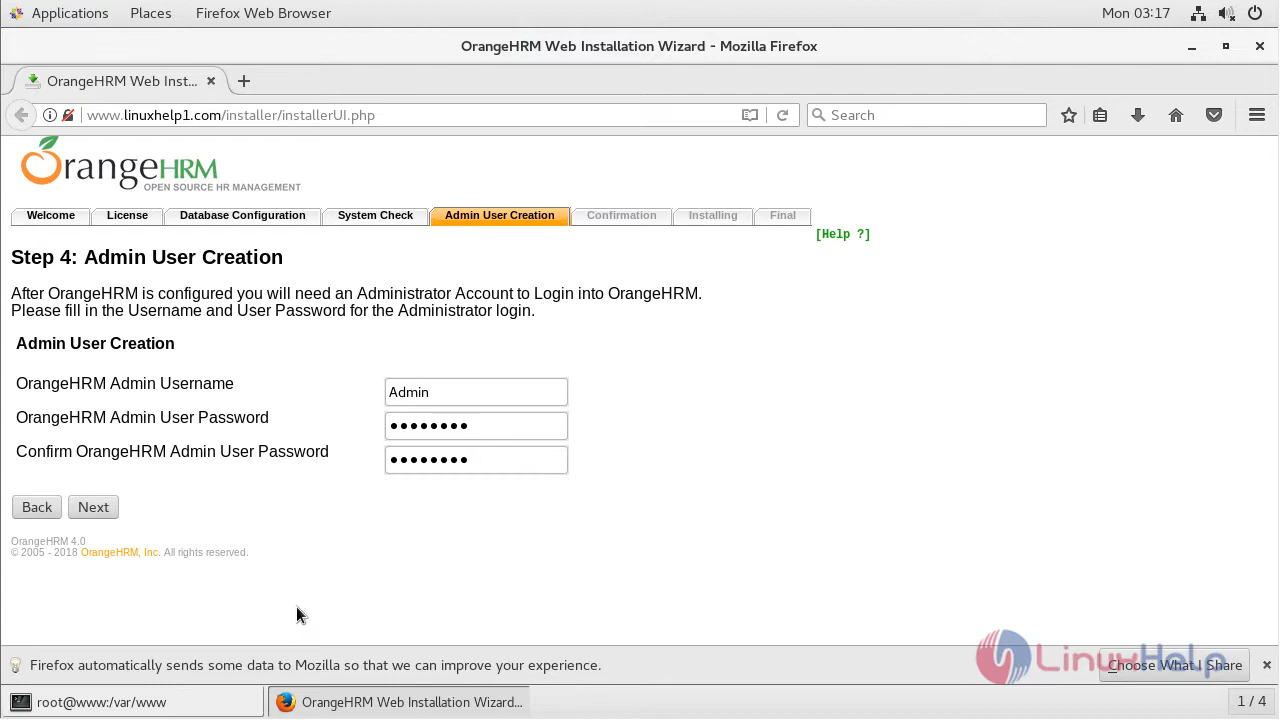 Applications Places Firefox Web Browser Mon 03:17
OrangeHRM Web Installation Wizard - Mozilla Firefox
OrangeHRM Web Inst...
www.linuxhelp1.com/installer/installerUI.php Search
OrangeHRM
OPEN SOURCE HR MANAGEMENT
Welcome License Database Configuration System Check Admin User Creation Confirmation Installing Final
[Help ?]
Step 4: Admin User Creation
After OrangeHRM is configured you will need an Administrator Account to Login into OrangeHRM.
Please fill in the Username and User Password for the Administrator login.
Admin User Creation
OrangeHRM Admin Username Admin
OrangeHRM Admin User Password ••••••••
Confirm OrangeHRM Admin User Password ••••••••
Back Next
OrangeHRM 4.0
© 2005 - 2018 OrangeHRM, Inc. All rights reserved.
Firefox automatically sends some data to Mozilla so that we can improve your experience. Choose What I Share
LinuxHelp
root@www:/var/www OrangeHRM Web Installation Wizard... 1 / 4